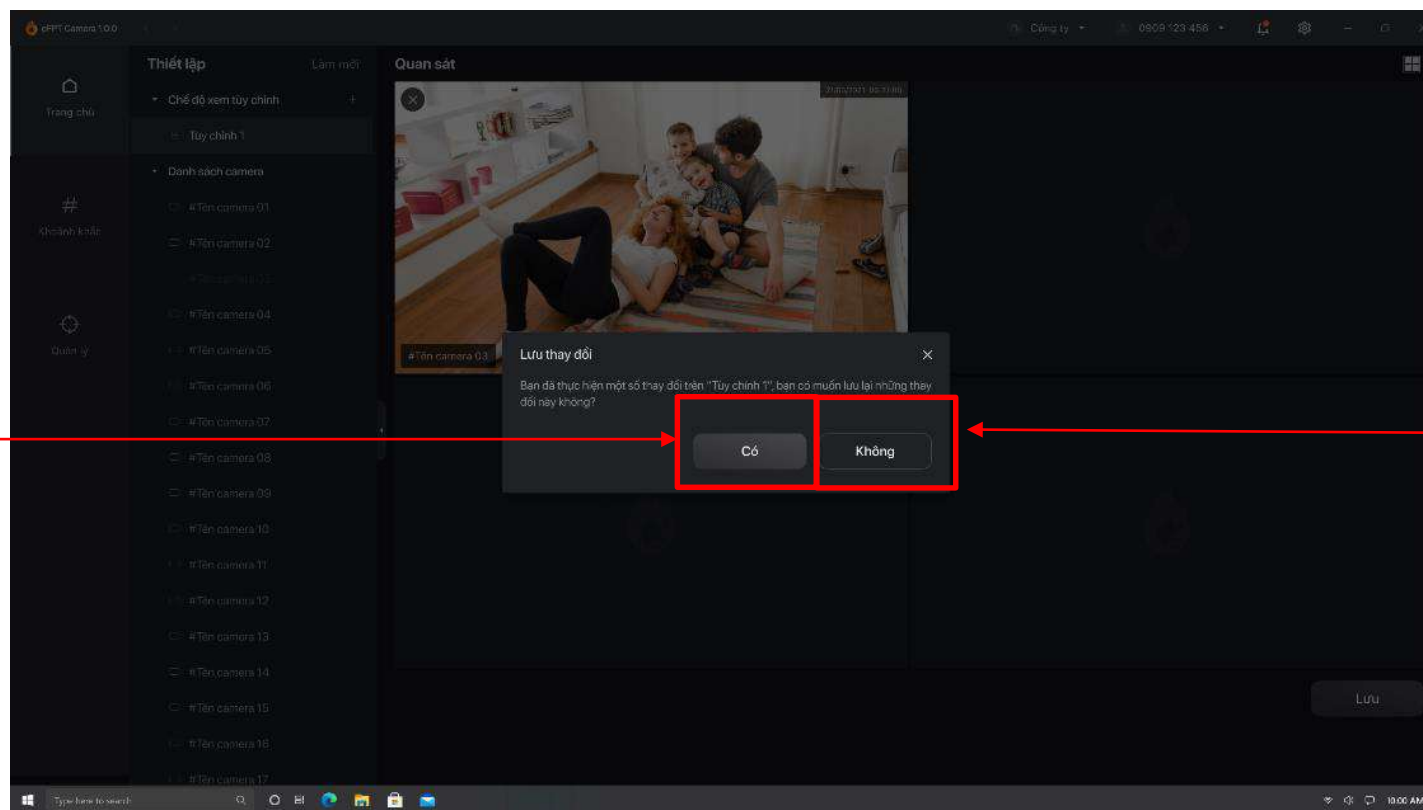 cFPT Camera 1.0.0
Công ty
0909 123 456
Trang chủ
Khoảnh khắc
Quản lý
Thiết lập
Làm mới
Chế độ xem tùy chỉnh
+
Tùy chỉnh 1
Danh sách camera
#Tên camera 01
#Tên camera 02
#Tên camera 03
#Tên camera 04
#Tên camera 05
#Tên camera 06
#Tên camera 07
#Tên camera 08
#Tên camera 09
#Tên camera 10
#Tên camera 11
#Tên camera 12
#Tên camera 13
#Tên camera 14
#Tên camera 15
#Tên camera 16
#Tên camera 17
Quan sát
#Tên camera 03
Lưu thay đổi
Bạn đã thực hiện một số thay đổi trên "Tùy chỉnh 1", bạn có muốn lưu lại những thay
đổi này không?
Có
Không
Lưu
Type here to search
10:00 AM